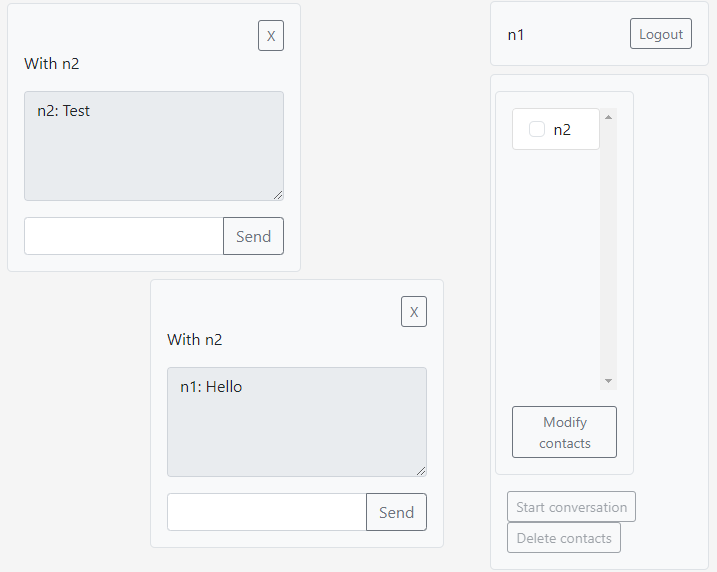 X
With n2
n2: Test
Send
X
With n2
n1: Hello
Send
n1
Logout
n2
Modify
contacts
Start conversation
Delete contacts